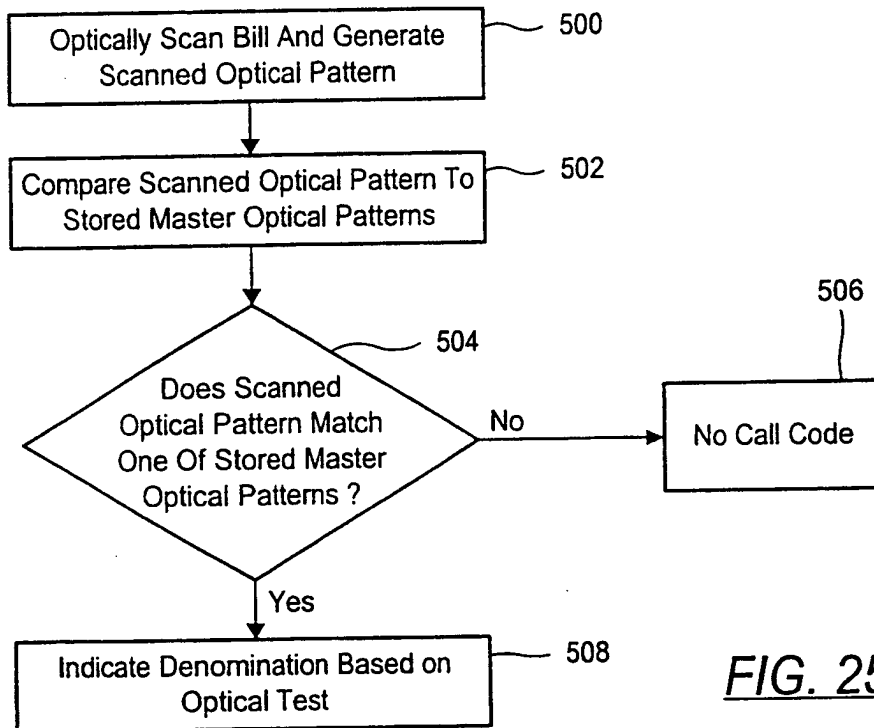 Optically Scan Bill And Generate
Scanned Optical Pattern
500
Compare Scanned Optical Pattern To
Stored Master Optical Patterns
502
504
506
Does Scanned
Optical Pattern Match
One Of Stored Master
Optical Patterns ?
No
No Call Code
Yes
Indicate Denomination Based on
Optical Test
508
FIG. 25